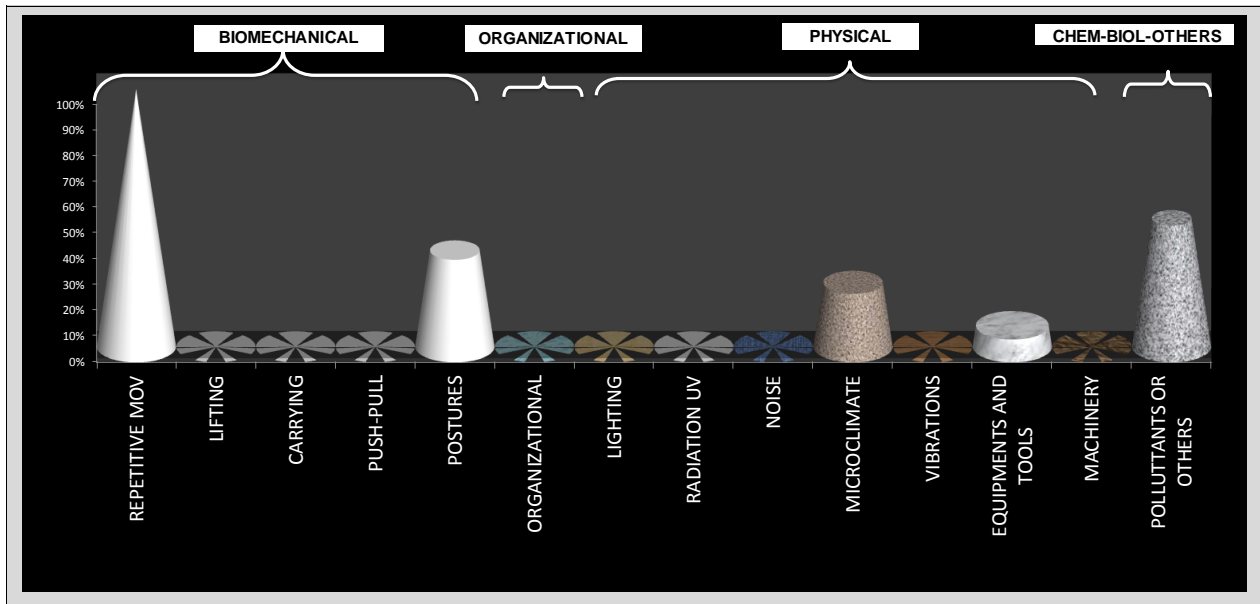 BIOMECHANICAL
ORGANIZATIONAL
PHYSICAL
CHEM-BIOL-OTHERS
100%
90%
80%
70%
60%
50%
40%
30%
20%
10%
0%
REPETITIVE MOV
LIFTING
CARRYING
PUSH-PULL
POSTURES
ORGANIZATIONAL
LIGHTING
RADIATION UV
NOISE
MICROCLIMATE
VIBRATIONS
EQUIPMENTS AND
TOOLS
MACHINERY
POLLUTTANTS OR
OTHERS